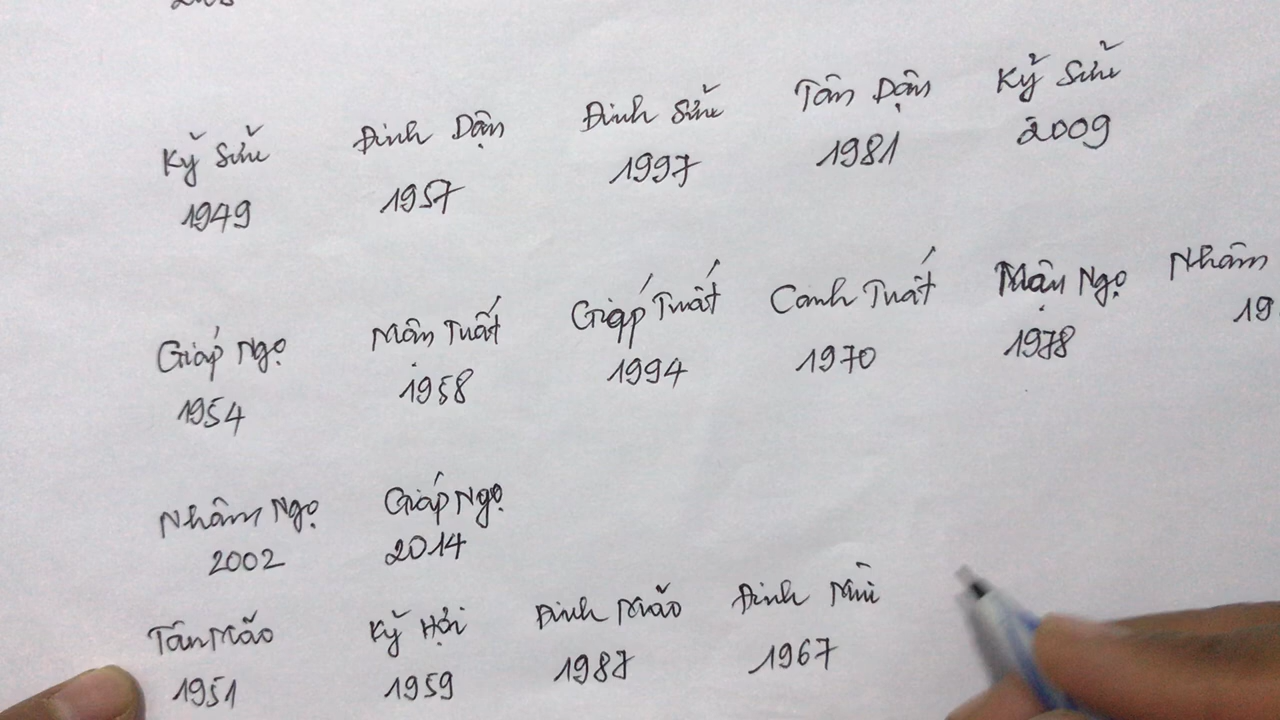 Kỷ Sửu Đinh Dậu Đinh Sửu Tân Dậu Kỷ Sửu
1949 1957 1997 1981 2009
Giáp Ngọ Mậu Tuất Giáp Tuất Canh Tuất Mậu Ngọ Nhâm
1954 1958 1994 1970 1978 19
Nhâm Ngọ Giáp Ngọ
2002 2014
Tân Mão Kỷ Hợi Đinh Mão Đinh Mùi
1951 1959 1987 1967